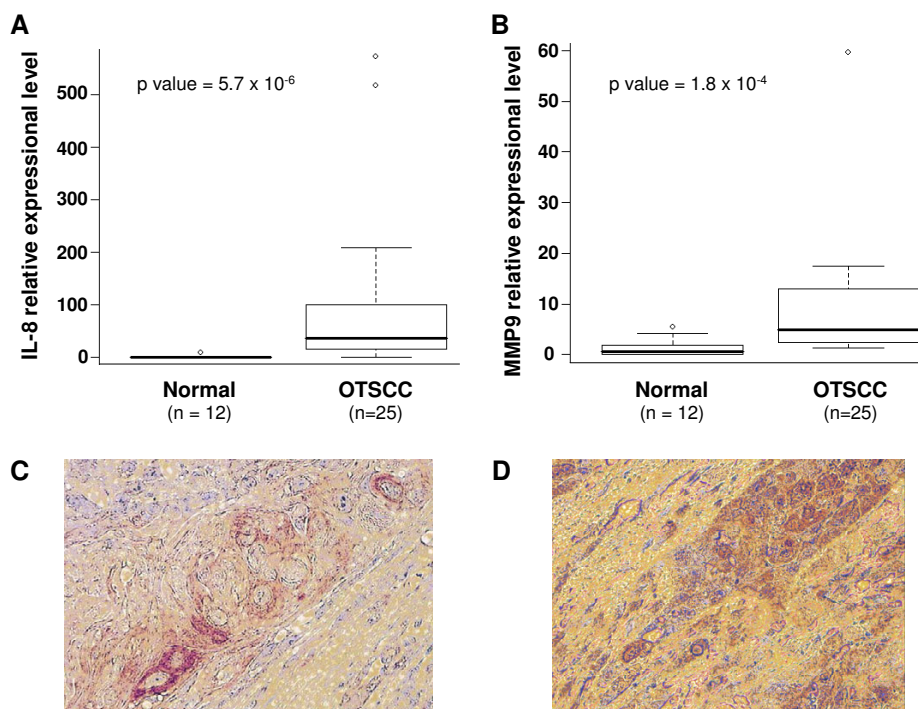 A
IL-8 relative expressional level
p value = 5.7 x 10⁻⁶
500
400
300
200
100
0
Normal
(n = 12)
OTSCC
(n=25)
B
MMP9 relative expressional level
p value = 1.8 x 10⁻⁴
60
50
40
30
20
10
0
Normal
(n = 12)
OTSCC
(n=25)
C
D